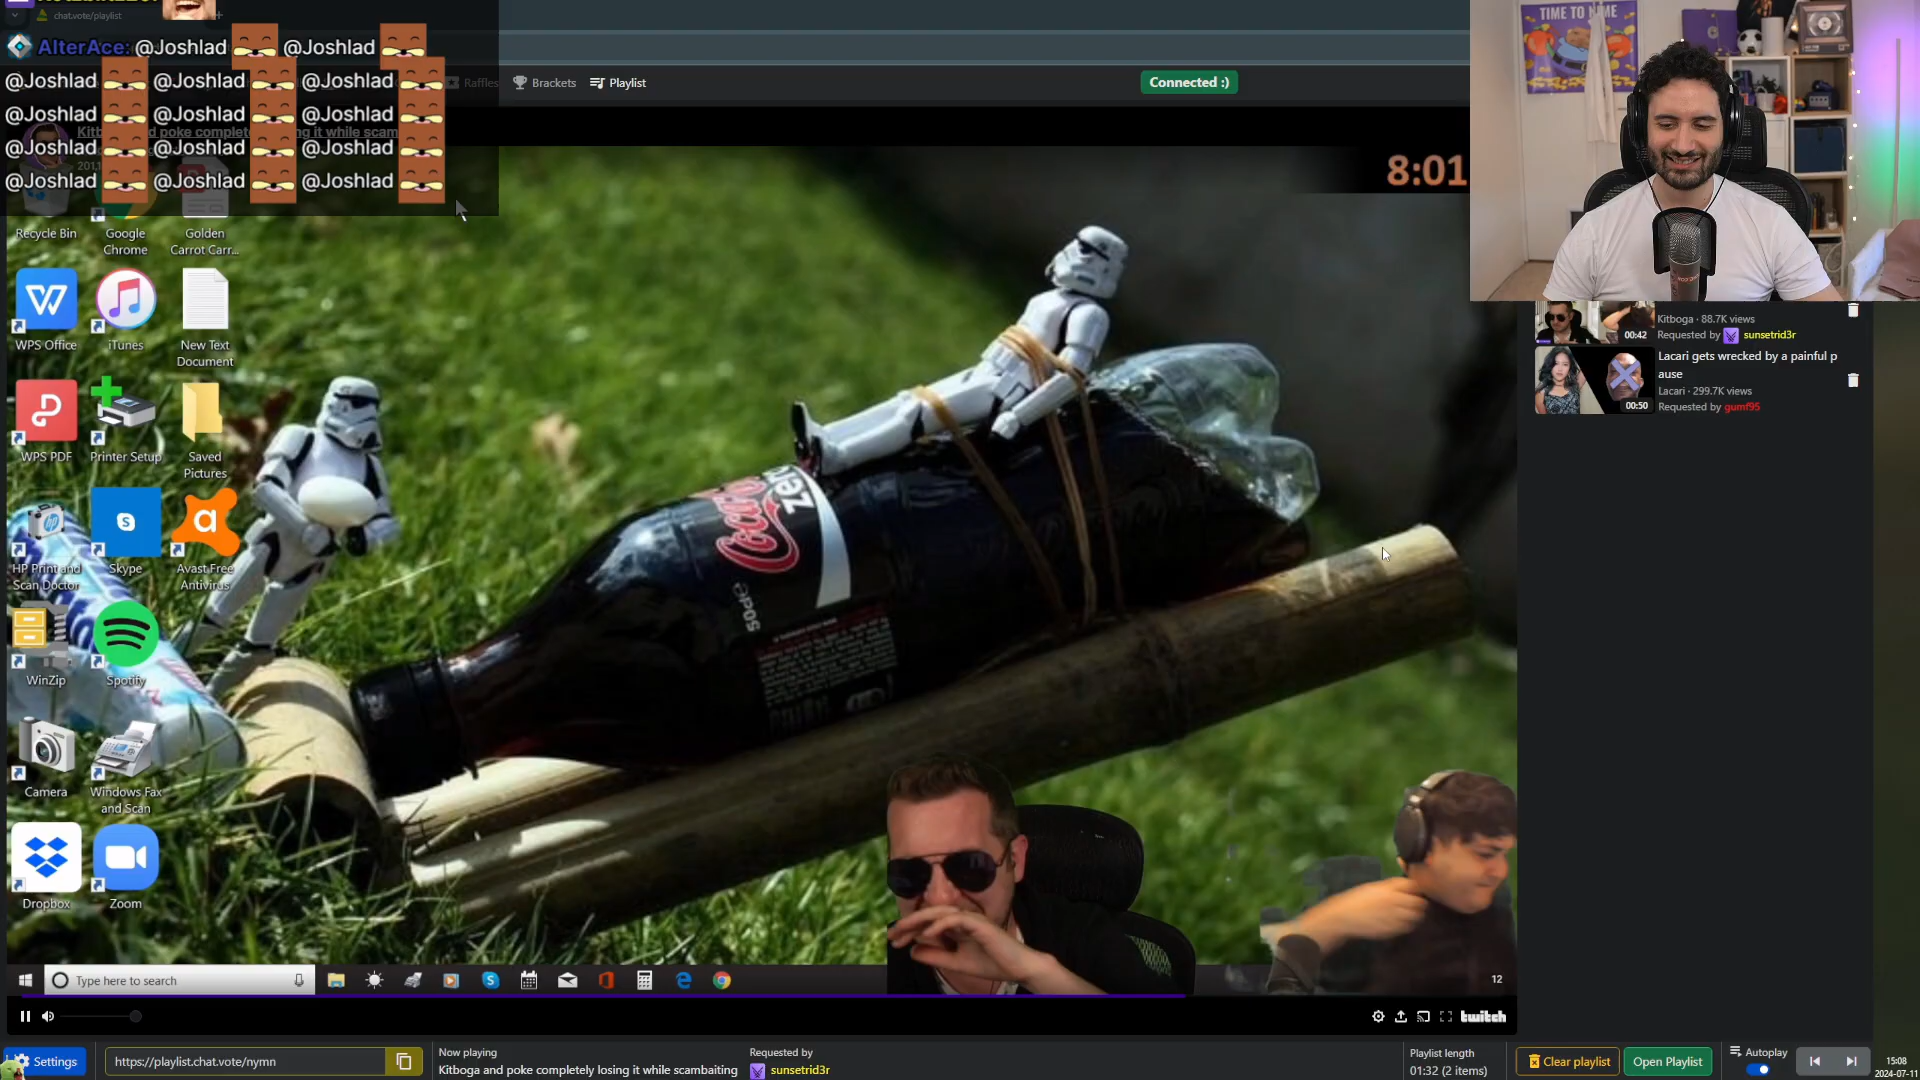 chat.vote/playlist
AlterAce: @Joshlad @Joshlad
@Joshlad @Joshlad @Joshlad
@Joshlad @Joshlad @Joshlad
@Joshlad @Joshlad @Joshlad
@Joshlad @Joshlad @Joshlad
Raffles Brackets Playlist
Connected :)
8:01
TIME TO
Recycle Bin
Google Chrome
Golden Carrot Carr...
WPS Office
iTunes
New Text Document
WPS PDF
Printer Setup
Saved Pictures
HP Print and Scan Doctor
Skype
Avast Free Antivirus
WinZip
Spotify
Camera
Windows Fax and Scan
Dropbox
Zoom
Coca-Cola
zero
Type here to search
12
twitch
Kitboga · 88.7K views
00:42
Requested by sunsetrid3r
Lacari gets wrecked by a painful p
ause
Lacari · 299.7K views
00:50
Requested by gumf95
Settings
https://playlist.chat.vote/nymn
Now playing
Kitboga and poke completely losing it while scambaiting
Requested by
sunsetrid3r
Playlist length
01:32 (2 items)
Clear playlist
Open Playlist
Autoplay
15:08
2024-07-11